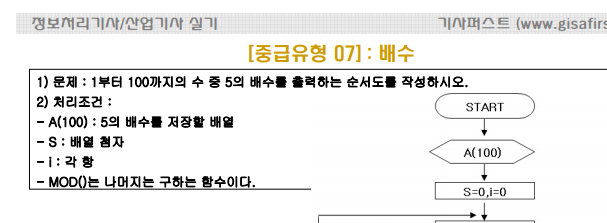 정보처리기사/산업기사 실기
기사퍼스트 (www.gisafirs
[중급유형 07] : 배수
1) 문제 : 1부터 100까지의 수 중 5의 배수를 출력하는 순서도를 작성하시오.
2) 처리조건 :
- A(100) : 5의 배수를 저장할 배열
- S : 배열 첨자
- i : 각 항
- MOD()는 나머지는 구하는 함수이다.
START
A(100)
S=0,i=0